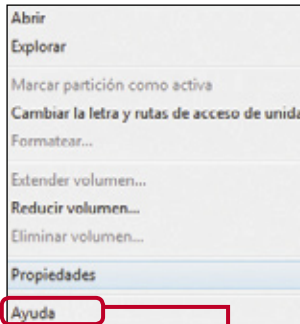 Abrir
Explorar
Marcar partición como activa
Cambiar la letra y rutas de acceso de unida
Formatear...
Extender volumen...
Reducir volumen...
Eliminar volumen...
Propiedades
Ayuda